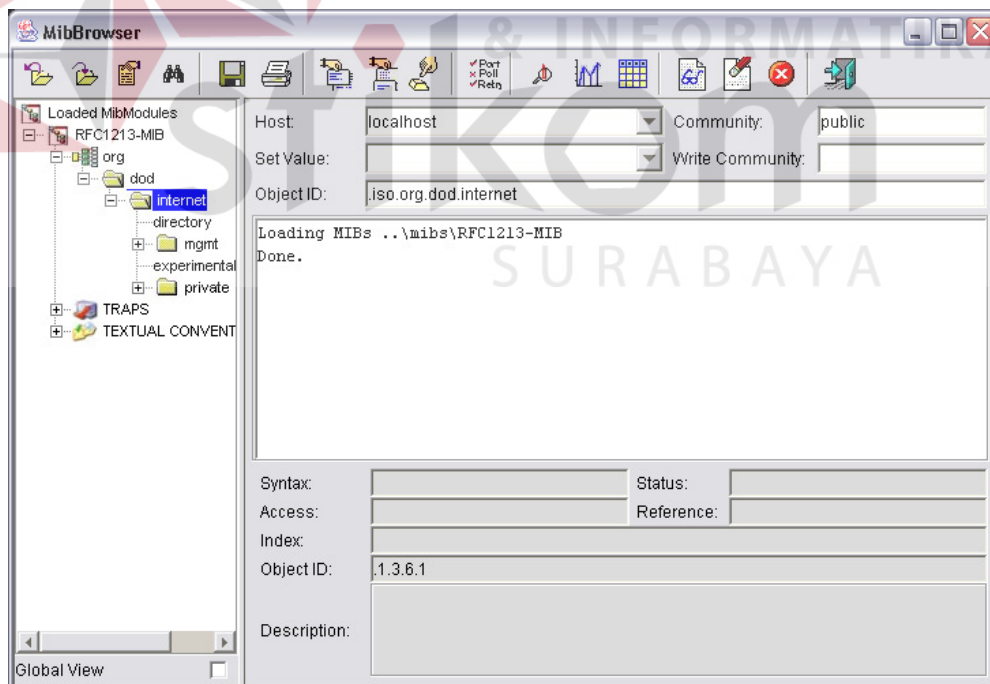 MibBrowser
& INFORMATIKA
stikom
SURABAYA
Port
Poll
Retry
Loaded MibModules
RFC1213-MIB
org
dod
internet
directory
mgmt
experimental
private
TRAPS
TEXTUAL CONVENT
Global View
Host: localhost Community: public
Set Value: Write Community:
Object ID: .iso.org.dod.internet
Loading MIBs ..\mibs\RFC1213-MIB
Done.
Syntax: Status:
Access: Reference:
Index:
Object ID: .1.3.6.1
Description: